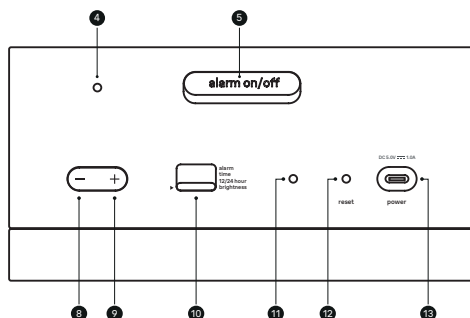 4 5
alarm on/off
DC 5.0V 1.0A
alarm
time
12/24 hour
brightness
− +
reset power
8 9 10 11 12 13